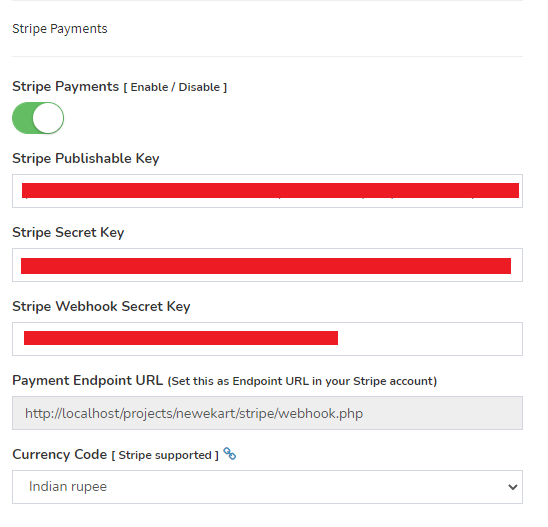 Stripe Payments
Stripe Payments [ Enable / Disable ]
Stripe Publishable Key
Stripe Secret Key
Stripe Webhook Secret Key
Payment Endpoint URL (Set this as Endpoint URL in your Stripe account)
http://localhost/projects/newekart/stripe/webhook.php
Currency Code [ Stripe supported ]
Indian rupee